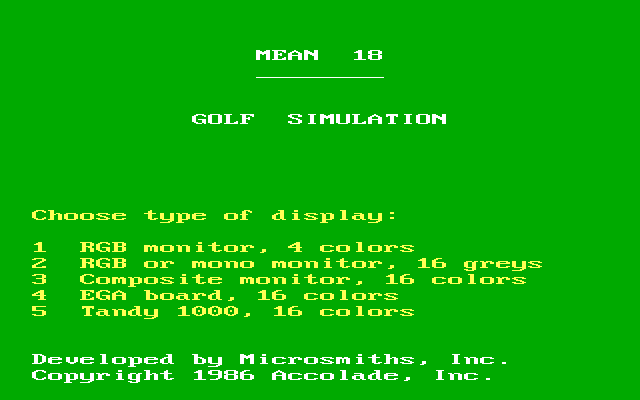 MEAN 18
GOLF SIMULATION
Choose type of display:
1 RGB monitor, 4 colors
2 RGB or mono monitor, 16 greys
3 Composite monitor, 16 colors
4 EGA board, 16 colors
5 Tandy 1000, 16 colors
Developed by Microsmiths, Inc.
Copyright 1986 Accolade, Inc.